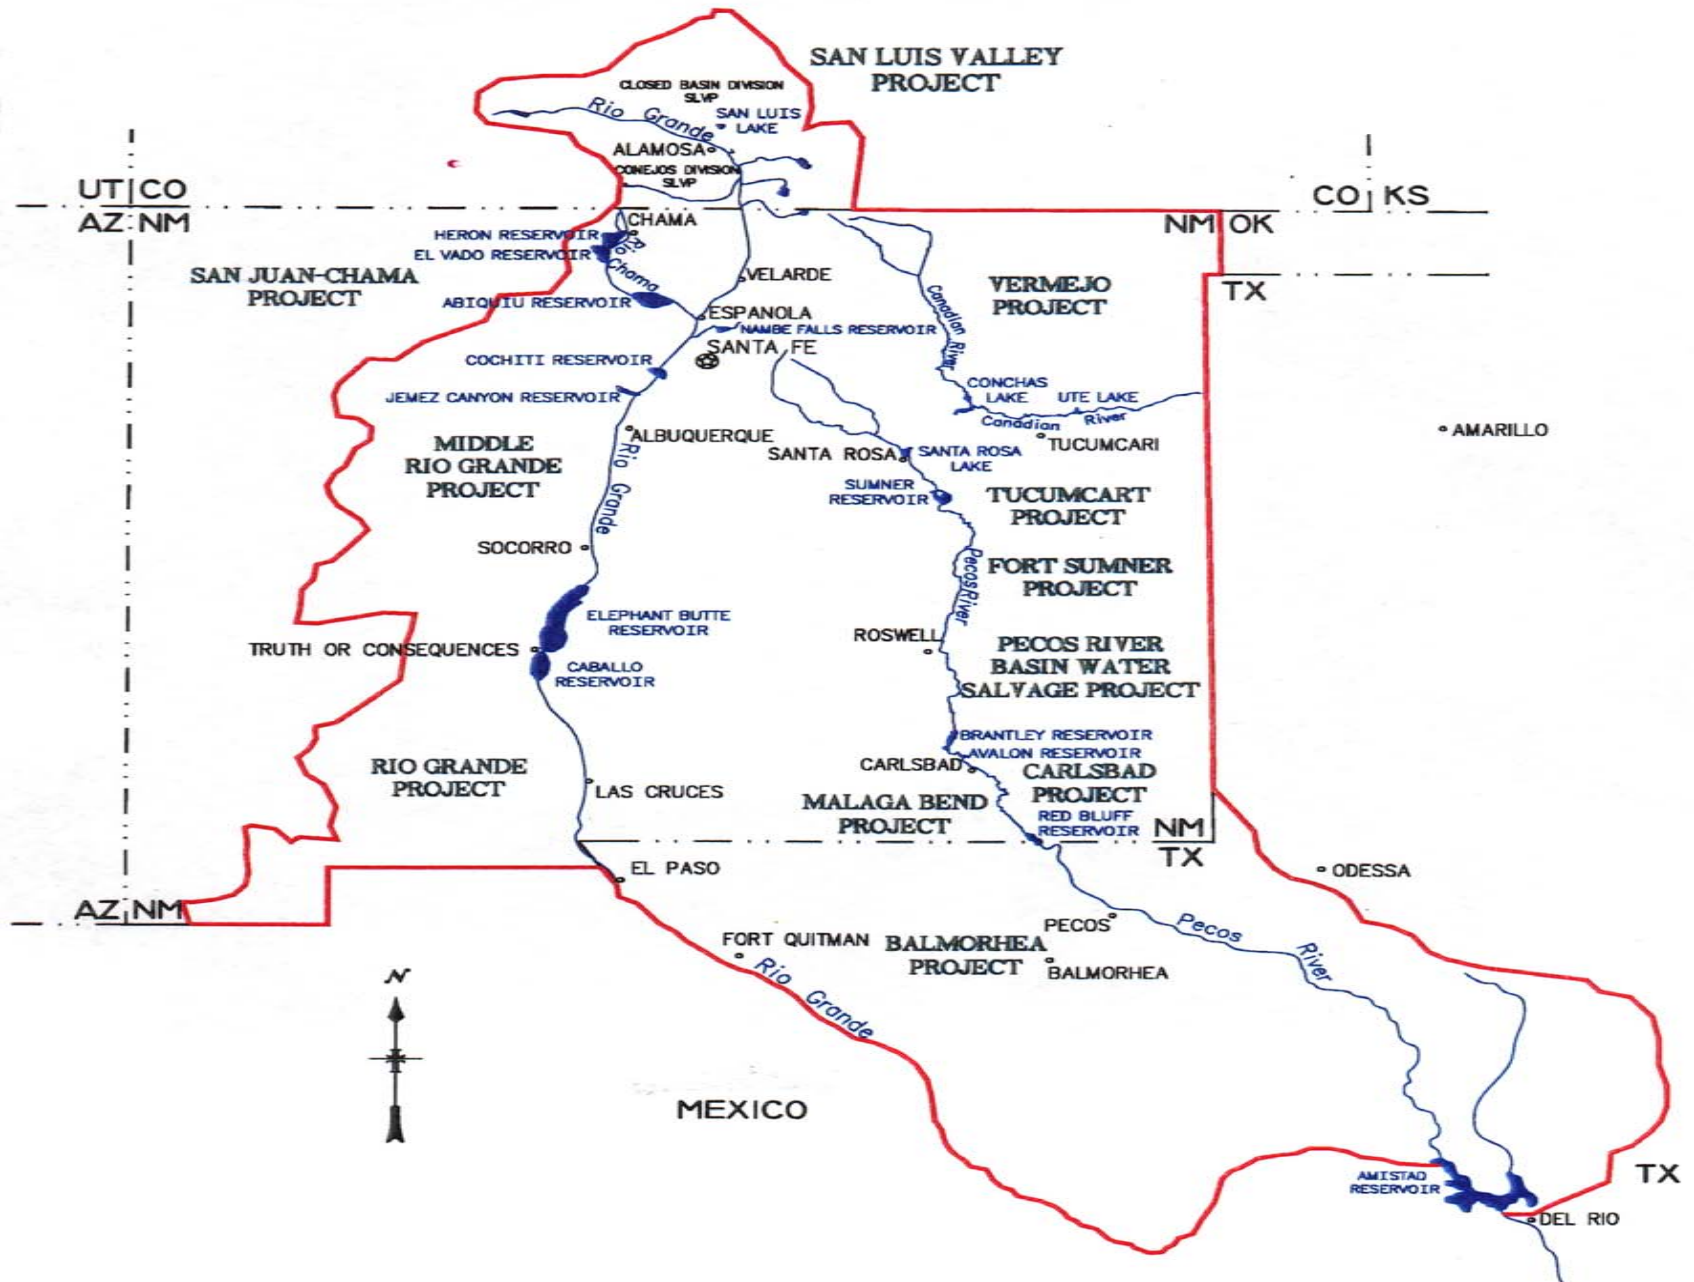 SAN LUIS VALLEY
PROJECT
CLOSED BASIN DIVISION
SLVP
Rio Grande
SAN LUIS
LAKE
ALAMOSA
CONEJOS DIVISION
SLVP
UT CO
CO KS
AZ NM
CHAMA
NM OK
HERON RESERVOIR
EL VADO RESERVOIR
Rio
Chama
SAN JUAN-CHAMA
PROJECT
ABIQUIU RESERVOIR
VELARDE
VERMEJO
PROJECT
TX
ESPANOLA
NAMBE FALLS RESERVOIR
Canadian River
SANTA FE
COCHITI RESERVOIR
JEMEZ CANYON RESERVOIR
CONCHAS
LAKE
UTE LAKE
Canadian River
TUCUMCARI
AMARILLO
MIDDLE
RIO GRANDE
PROJECT
ALBUQUERQUE
Rio Grande
SANTA ROSA
SANTA ROSA
LAKE
SUMNER
RESERVOIR
TUCUMCART
PROJECT
SOCORRO
Pecos River
FORT SUMNER
PROJECT
ELEPHANT BUTTE
RESERVOIR
TRUTH OR CONSEQUENCES
CABALLO
RESERVOIR
ROSWELL
PECOS RIVER
BASIN WATER
SALVAGE PROJECT
BRANTLEY RESERVOIR
AVALON RESERVOIR
CARLSBAD
CARLSBAD
PROJECT
RIO GRANDE
PROJECT
LAS CRUCES
MALAGA BEND
PROJECT
RED BLUFF
RESERVOIR
NM
TX
EL PASO
ODESSA
AZ NM
FORT QUITMAN
BALMORHEA
PROJECT
PECOS
Pecos River
BALMORHEA
Rio Grande
N
MEXICO
AMISTAD
RESERVOIR
TX
DEL RIO